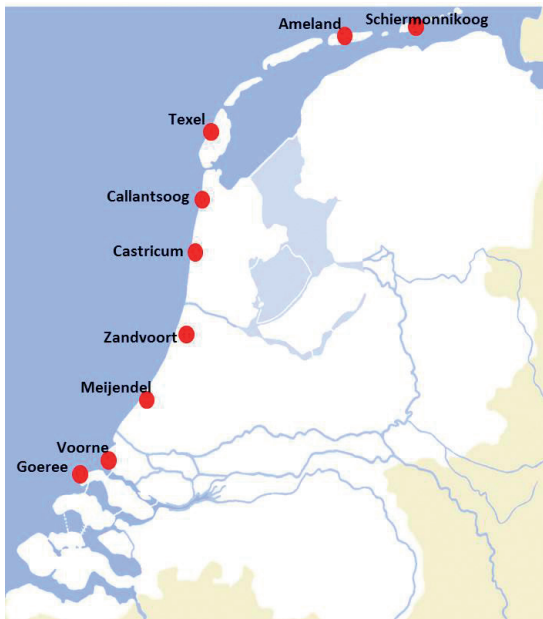 Schiermonnikoog
Ameland
Texel
Callantsoog
Castricum
Zandvoort
Meijendel
Voorne
Goeree